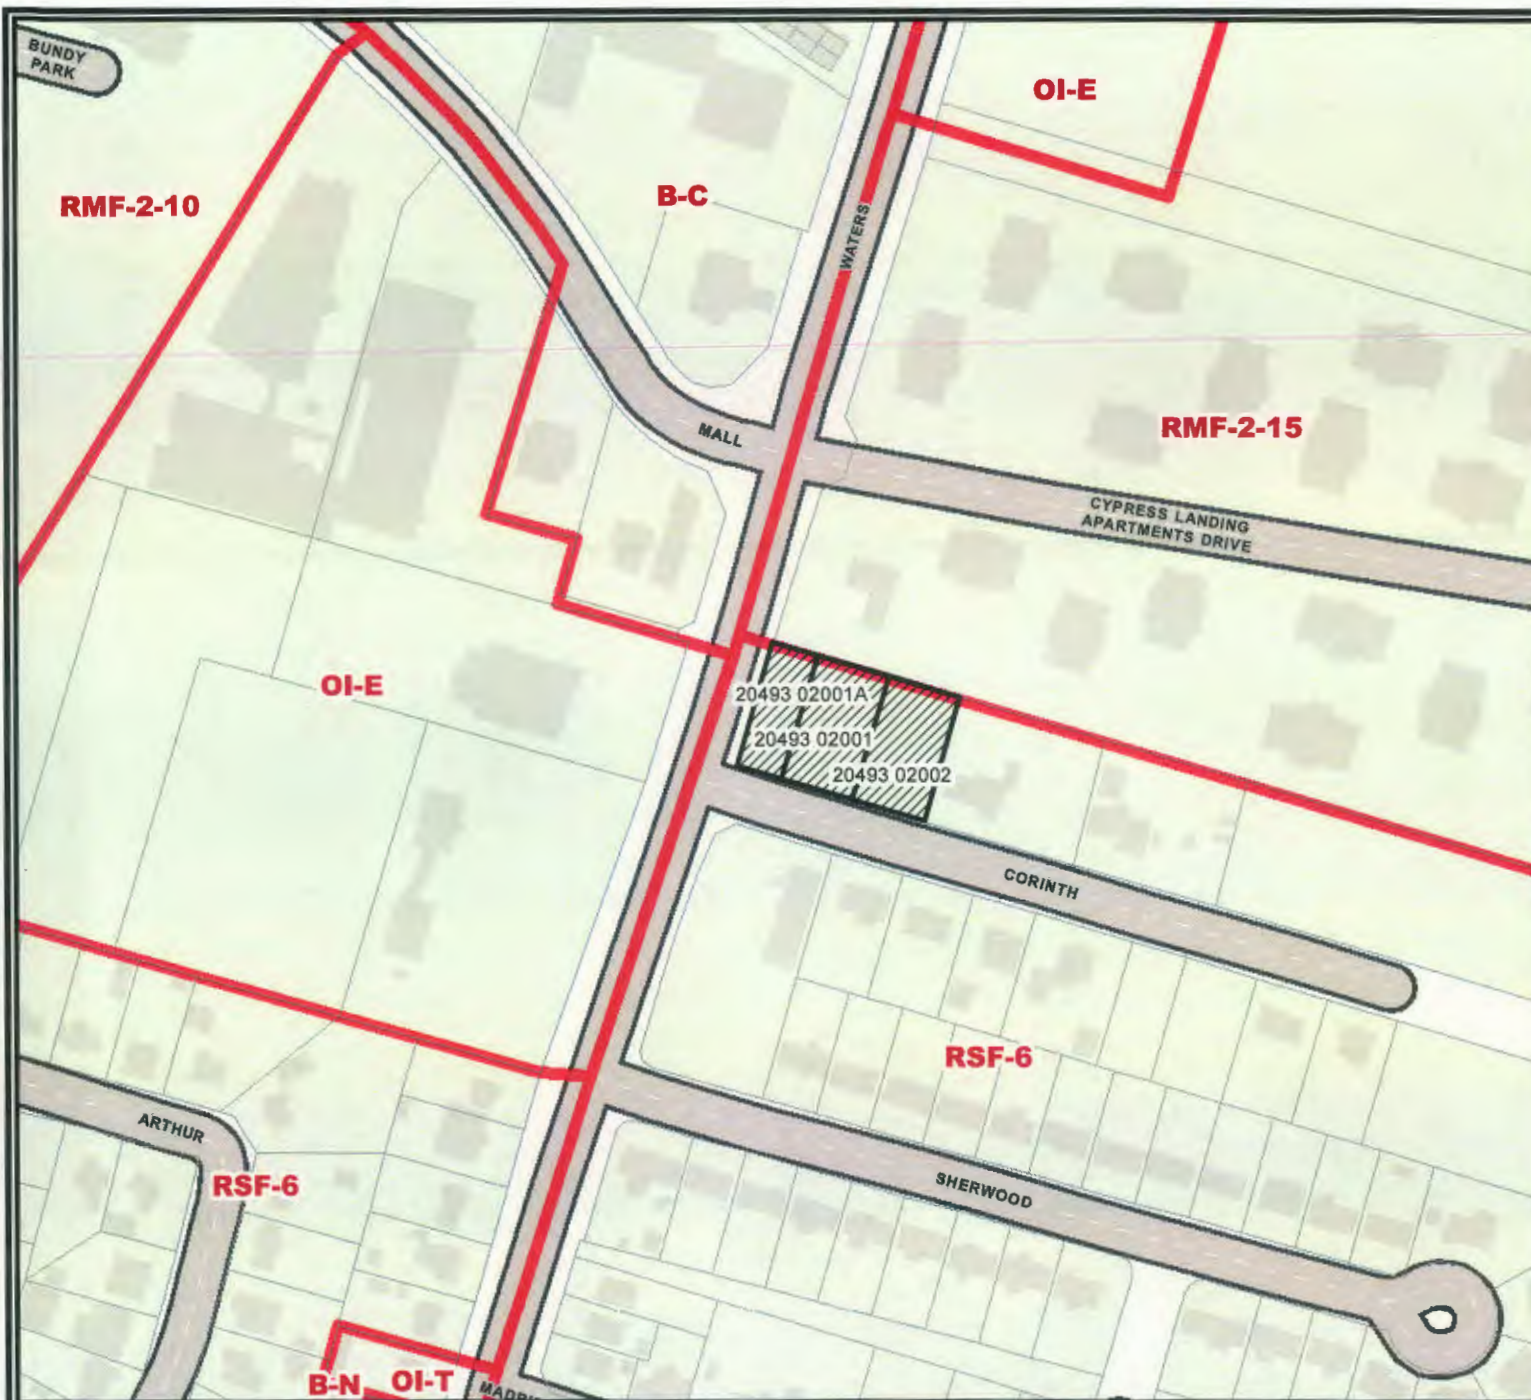 BUNDY
PARK
OI-E
RMF-2-10
B-C
WATERS
MALL
RMF-2-15
CYPRESS LANDING
APARTMENTS DRIVE
OI-E
20493 02001A
20493 02001
20493 02002
CORINTH
RSF-6
ARTHUR
RSF-6
SHERWOOD
B-N
OI-T